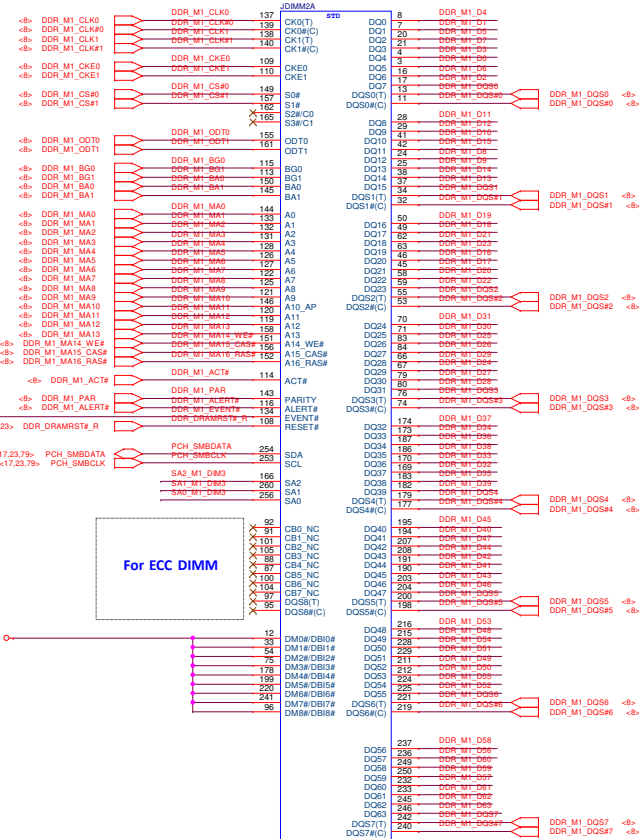 JDIMM2A
STD
<8> DDR_M1_CLK0
<8> DDR_M1_CLK#0
<8> DDR_M1_CLK1
<8> DDR_M1_CLK#1
<8> DDR_M1_CKE0
<8> DDR_M1_CKE1
<8> DDR_M1_CS#0
<8> DDR_M1_CS#1
<8> DDR_M1_ODT0
<8> DDR_M1_ODT1
<8> DDR_M1_BG0
<8> DDR_M1_BG1
<8> DDR_M1_BA0
<8> DDR_M1_BA1
<8> DDR_M1_MA0
<8> DDR_M1_MA1
<8> DDR_M1_MA2
<8> DDR_M1_MA3
<8> DDR_M1_MA4
<8> DDR_M1_MA5
<8> DDR_M1_MA6
<8> DDR_M1_MA7
<8> DDR_M1_MA8
<8> DDR_M1_MA9
<8> DDR_M1_MA10
<8> DDR_M1_MA11
<8> DDR_M1_MA12
<8> DDR_M1_MA13
<8> DDR_M1_MA14_WE#
<8> DDR_M1_MA15_CAS#
<8> DDR_M1_MA16_RAS#
<8> DDR_M1_ACT#
<8> DDR_M1_PAR
<8> DDR_M1_ALERT#
23> DDR_DRAMRST#_R
17,23,79> PCH_SMBDATA
<17,23,79> PCH_SMBCLK
For ECC DIMM
DDR_M1_CLK0 137 CK0(T)
DDR_M1_CLK#0 139 CK0#(C)
DDR_M1_CLK1 138 CK1(T)
DDR_M1_CLK#1 140 CK1#(C)
DDR_M1_CKE0 109 CKE0
DDR_M1_CKE1 110 CKE1
DDR_M1_CS#0 149 S0#
DDR_M1_CS#1 157 S1#
162 S2#/C0
165 S3#/C1
DDR_M1_ODT0 155 ODT0
DDR_M1_ODT1 161 ODT1
DDR_M1_BG0 115 BG0
DDR_M1_BG1 113 BG1
DDR_M1_BA0 150 BA0
DDR_M1_BA1 145 BA1
DDR_M1_MA0 144 A0
DDR_M1_MA1 133 A1
DDR_M1_MA2 132 A2
DDR_M1_MA3 131 A3
DDR_M1_MA4 128 A4
DDR_M1_MA5 126 A5
DDR_M1_MA6 127 A6
DDR_M1_MA7 122 A7
DDR_M1_MA8 125 A8
DDR_M1_MA9 121 A9
DDR_M1_MA10 146 A10_AP
DDR_M1_MA11 120 A11
DDR_M1_MA12 119 A12
DDR_M1_MA13 158 A13
DDR_M1_MA14_WE# 151 A14_WE#
DDR_M1_MA15_CAS# 156 A15_CAS#
DDR_M1_MA16_RAS# 152 A16_RAS#
DDR_M1_ACT# 114 ACT#
DDR_M1_PAR 143 PARITY
DDR_M1_ALERT# 116 ALERT#
DDR_M1_EVENT# 134 EVENT#
DDR_DRAMRST#_R 108 RESET#
PCH_SMBDATA 254 SDA
PCH_SMBCLK 253 SCL
SA2_M1_DIM3 166 SA2
SA1_M1_DIM3 260 SA1
SA0_M1_DIM3 256 SA0
92 CB0_NC
91 CB1_NC
101 CB2_NC
105 CB3_NC
88 CB4_NC
87 CB5_NC
100 CB6_NC
104 CB7_NC
97 DQS8(T)
95 DQS8#(C)
12 DM0#/DBI0#
33 DM1#/DBI1#
54 DM2#/DBI2#
75 DM3#/DBI3#
178 DM4#/DBI4#
199 DM5#/DBI5#
220 DM6#/DBI6#
241 DM7#/DBI7#
96 DM8#/DBI8#
DQ0 8 DDR_M1_D4
DQ1 7 DDR_M1_D1
DQ2 20 DDR_M1_D5
DQ3 21 DDR_M1_D7
DQ4 4 DDR_M1_D3
DQ5 3 DDR_M1_D0
DQ6 16 DDR_M1_D6
DQ7 17 DDR_M1_D2
DQS0(T) 13 DDR_M1_DQS0 DDR_M1_DQS0 <8>
DQS0#(C) 11 DDR_M1_DQS#0 DDR_M1_DQS#0 <8>
DQ8 28 DDR_M1_D11
DQ9 29 DDR_M1_D12
DQ10 41 DDR_M1_D10
DQ11 42 DDR_M1_D15
DQ12 24 DDR_M1_D8
DQ13 25 DDR_M1_D9
DQ14 38 DDR_M1_D14
DQ15 37 DDR_M1_D13
DQS1(T) 34 DDR_M1_DQS1 DDR_M1_DQS1 <8>
DQS1#(C) 32 DDR_M1_DQS#1 DDR_M1_DQS#1 <8>
DQ16 50 DDR_M1_D19
DQ17 49 DDR_M1_D18
DQ18 62 DDR_M1_D21
DQ19 63 DDR_M1_D23
DQ20 46 DDR_M1_D16
DQ21 45 DDR_M1_D17
DQ22 58 DDR_M1_D20
DQ23 59 DDR_M1_D22
DQS2(T) 55 DDR_M1_DQS2 DDR_M1_DQS2 <8>
DQS2#(C) 53 DDR_M1_DQS#2 DDR_M1_DQS#2 <8>
DQ24 70 DDR_M1_D31
DQ25 71 DDR_M1_D30
DQ26 83 DDR_M1_D25
DQ27 84 DDR_M1_D26
DQ28 66 DDR_M1_D29
DQ29 67 DDR_M1_D24
DQ30 79 DDR_M1_D27
DQ31 80 DDR_M1_D28
DQS3(T) 76 DDR_M1_DQS3 DDR_M1_DQS3 <8>
DQS3#(C) 74 DDR_M1_DQS#3 DDR_M1_DQS#3 <8>
DQ32 174 DDR_M1_D37
DQ33 173 DDR_M1_D34
DQ34 187 DDR_M1_D36
DQ35 186 DDR_M1_D38
DQ36 170 DDR_M1_D33
DQ37 169 DDR_M1_D32
DQ38 183 DDR_M1_D35
DQ39 182 DDR_M1_D39
DQS4(T) 179 DDR_M1_DQS4 DDR_M1_DQS4 <8>
DQS4#(C) 177 DDR_M1_DQS#4 DDR_M1_DQS#4 <8>
DQ40 195 DDR_M1_D45
DQ41 194 DDR_M1_D40
DQ42 207 DDR_M1_D47
DQ43 208 DDR_M1_D44
DQ44 191 DDR_M1_D42
DQ45 190 DDR_M1_D41
DQ46 203 DDR_M1_D43
DQ47 204 DDR_M1_D46
DQS5(T) 200 DDR_M1_DQS5 DDR_M1_DQS5 <8>
DQS5#(C) 198 DDR_M1_DQS#5 DDR_M1_DQS#5 <8>
DQ48 216 DDR_M1_D53
DQ49 215 DDR_M1_D48
DQ50 228 DDR_M1_D54
DQ51 229 DDR_M1_D51
DQ52 211 DDR_M1_D49
DQ53 212 DDR_M1_D50
DQ54 224 DDR_M1_D55
DQ55 225 DDR_M1_D52
DQS6(T) 221 DDR_M1_DQS6 DDR_M1_DQS6 <8>
DQS6#(C) 219 DDR_M1_DQS#6 DDR_M1_DQS#6 <8>
DQ56 237 DDR_M1_D58
DQ57 236 DDR_M1_D56
DQ58 249 DDR_M1_D60
DQ59 250 DDR_M1_D59
DQ60 232 DDR_M1_D57
DQ61 233 DDR_M1_D61
DQ62 245 DDR_M1_D62
DQ63 246 DDR_M1_D63
DQS7(T) 242 DDR_M1_DQS7 DDR_M1_DQS7 <8>
DQS7#(C) 240 DDR_M1_DQS#7 DDR_M1_DQS#7 <8>